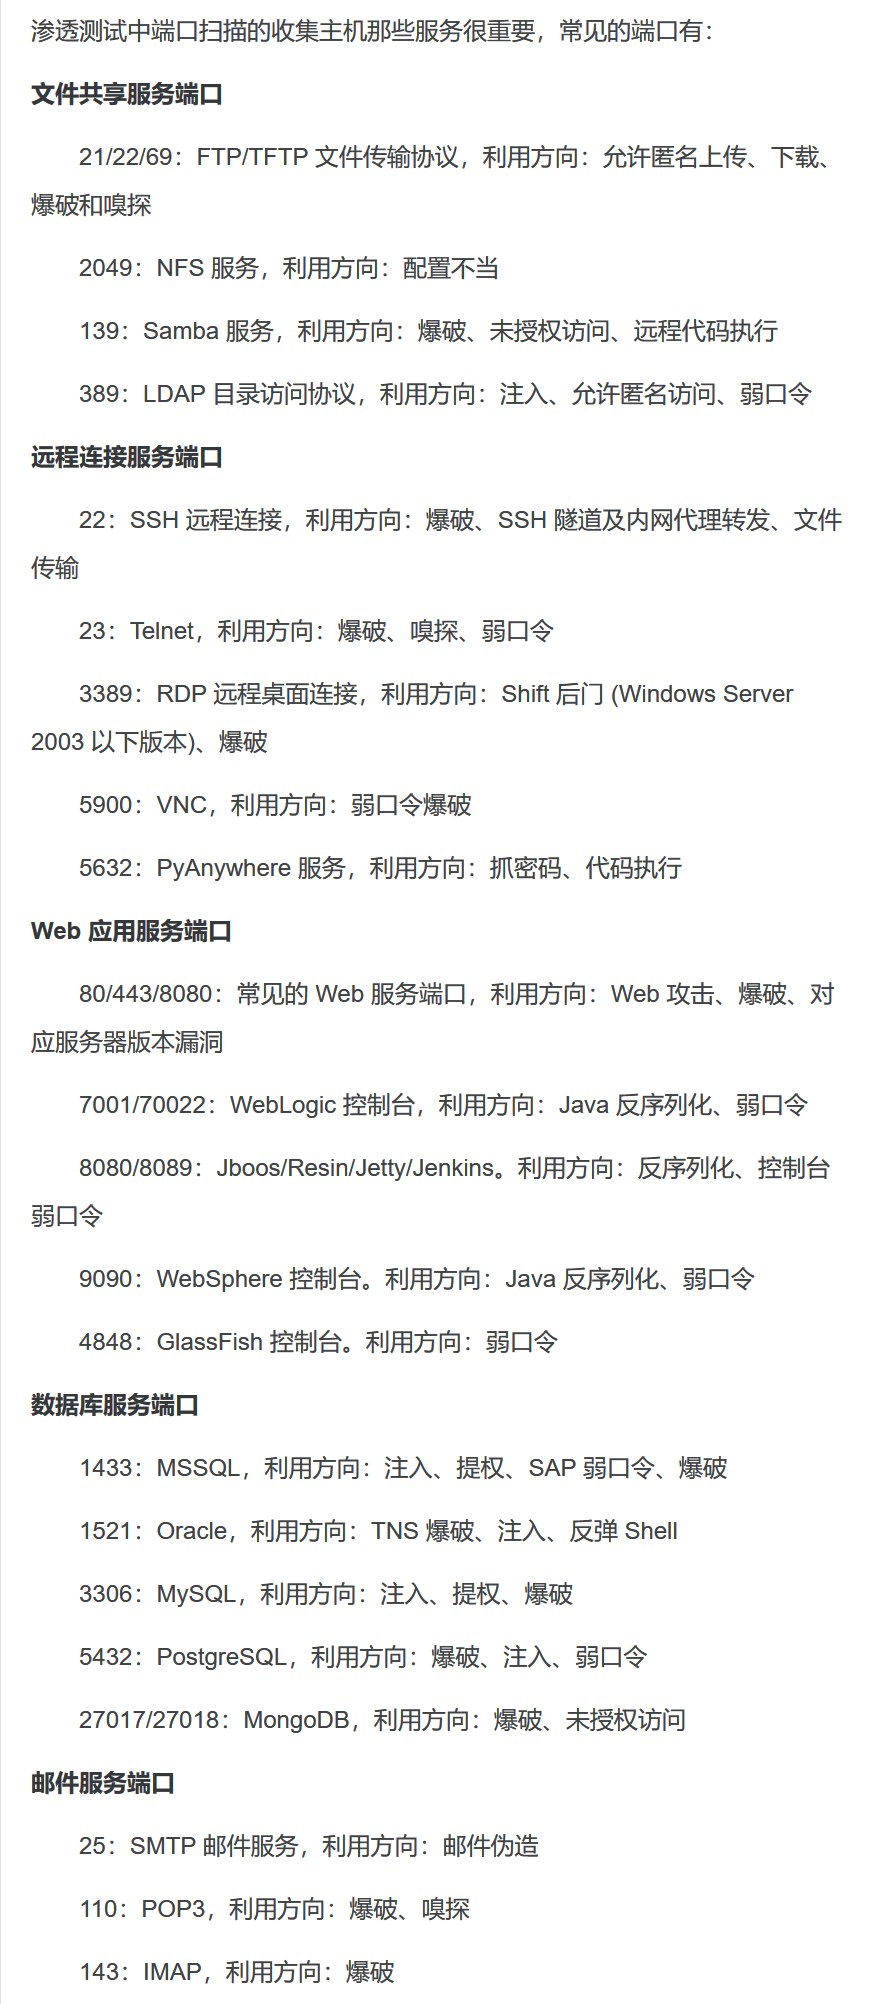 渗透测试中端口扫描的收集主机那些服务很重要，常见的端口有：
文件共享服务端口
21/22/69：FTP/TFTP 文件传输协议，利用方向：允许匿名上传、下载、
爆破和嗅探
2049：NFS 服务，利用方向：配置不当
139：Samba 服务，利用方向：爆破、未授权访问、远程代码执行
389：LDAP 目录访问协议，利用方向：注入、允许匿名访问、弱口令
远程连接服务端口
22：SSH 远程连接，利用方向：爆破、SSH 隧道及内网代理转发、文件
传输
23：Telnet，利用方向：爆破、嗅探、弱口令
3389：RDP 远程桌面连接，利用方向：Shift 后门 (Windows Server
2003 以下版本)、爆破
5900：VNC，利用方向：弱口令爆破
5632：PyAnywhere 服务，利用方向：抓密码、代码执行
Web 应用服务端口
80/443/8080：常见的 Web 服务端口，利用方向：Web 攻击、爆破、对
应服务器版本漏洞
7001/70022：WebLogic 控制台，利用方向：Java 反序列化、弱口令
8080/8089：Jboos/Resin/Jetty/Jenkins。利用方向：反序列化、控制台
弱口令
9090：WebSphere 控制台。利用方向：Java 反序列化、弱口令
4848：GlassFish 控制台。利用方向：弱口令
数据库服务端口
1433：MSSQL，利用方向：注入、提权、SAP 弱口令、爆破
1521：Oracle，利用方向：TNS 爆破、注入、反弹 Shell
3306：MySQL，利用方向：注入、提权、爆破
5432：PostgreSQL，利用方向：爆破、注入、弱口令
27017/27018：MongoDB，利用方向：爆破、未授权访问
邮件服务端口
25：SMTP 邮件服务，利用方向：邮件伪造
110：POP3，利用方向：爆破、嗅探
143：IMAP，利用方向：爆破